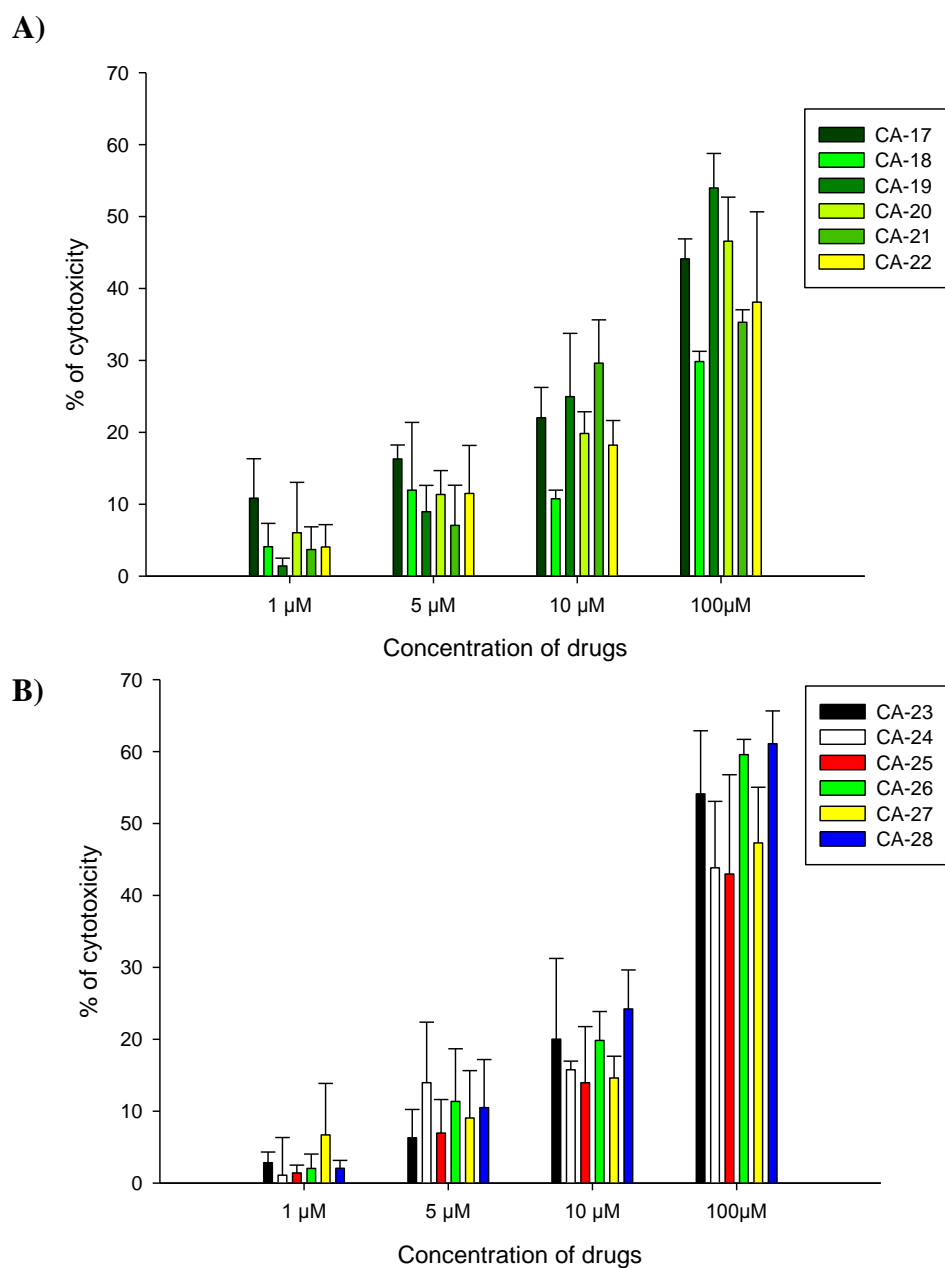 A)
70
60
50
40
30
20
10
0
% of cytotoxicity
1 µM
5 µM
10 µM
100µM
Concentration of drugs
CA-17
CA-18
CA-19
CA-20
CA-21
CA-22
B)
70
60
50
40
30
20
10
0
% of cytotoxicity
1 µM
5 µM
10 µM
100µM
Concentration of drugs
CA-23
CA-24
CA-25
CA-26
CA-27
CA-28